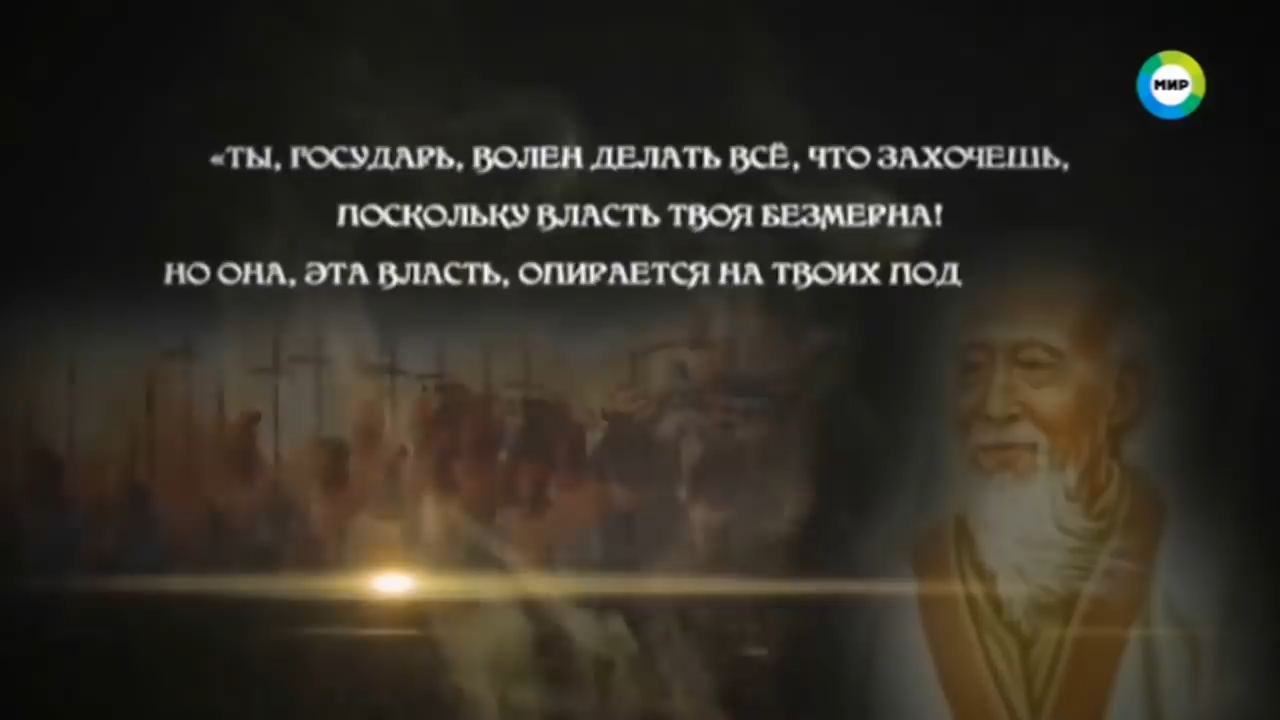 МИР
«ТЫ, ГОСУДАРЬ, ВОЛЕН ДЕЛАТЬ ВСЁ, ЧТО ЗАХОЧЕШЬ,
ПОСКОЛЬКУ ВЛАСТЬ ТВОЯ БЕЗМЕРНА!
НО ОНА, ЭТА ВЛАСТЬ, ОПИРАЕТСЯ НА ТВОИХ ПОД